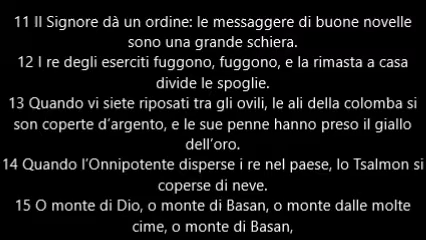 11 Il Signore dà un ordine: le messaggere di buone novelle
sono una grande schiera.
12 I re degli eserciti fuggono, fuggono, e la rimasta a casa
divide le spoglie.
13 Quando vi siete riposati tra gli ovili, le ali della colomba si
son coperte d’argento, e le sue penne hanno preso il giallo
dell’oro.
14 Quando l’Onnipotente disperse i re nel paese, lo Tsalmon si
coperse di neve.
15 O monte di Dio, o monte di Basan, o monte dalle molte
cime, o monte di Basan,